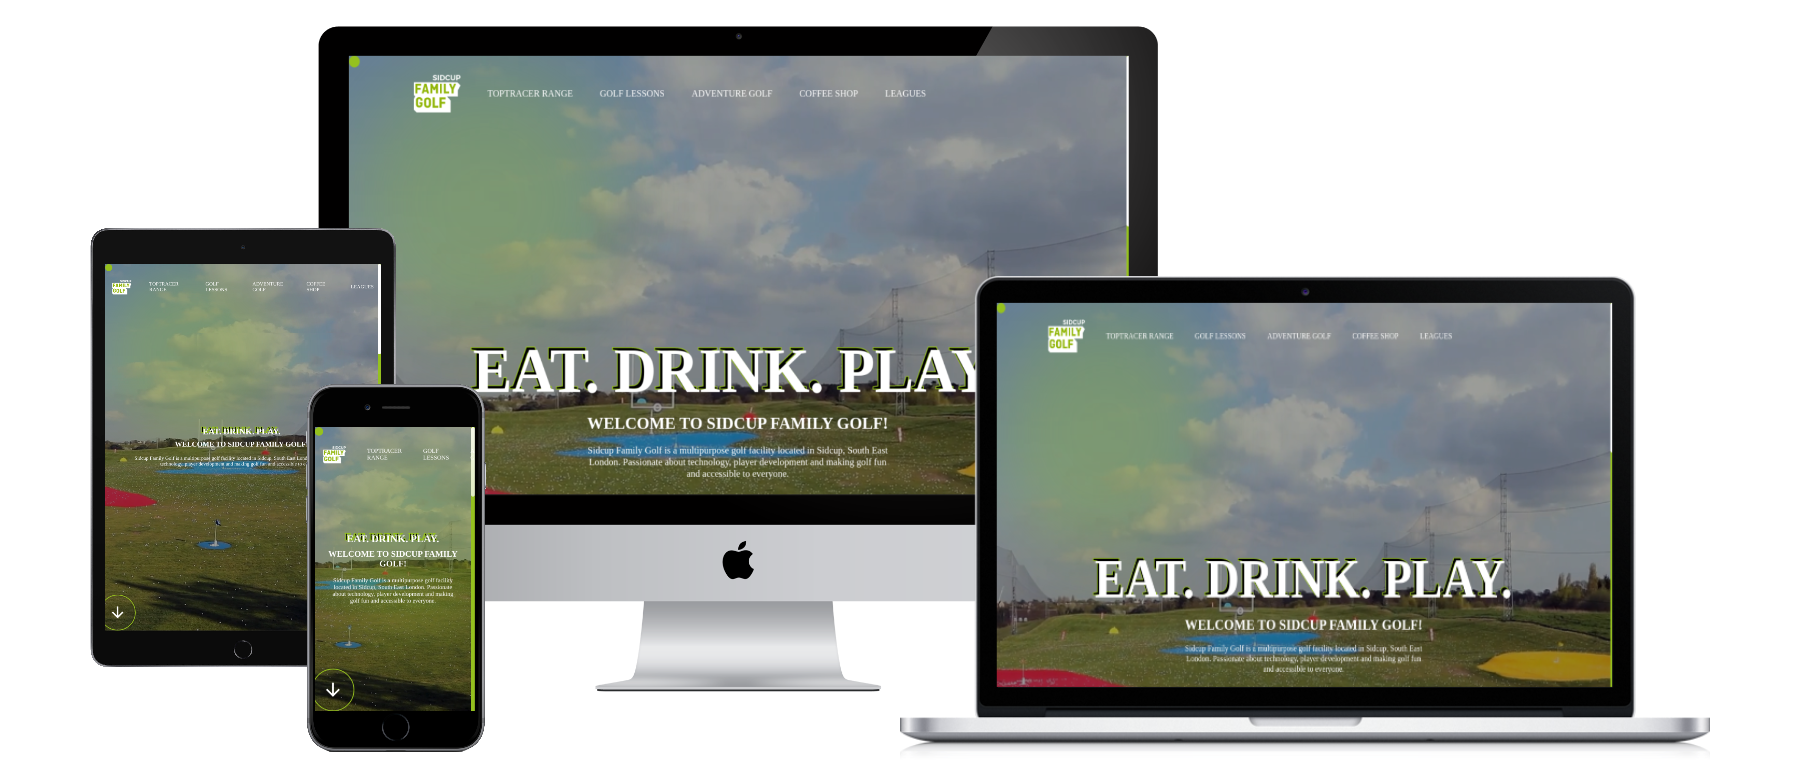 SIDCUP
FAMILY
GOLF
TOPTRACER RANGE
GOLF LESSONS
ADVENTURE GOLF
COFFEE SHOP
LEAGUES
EAT. DRINK. PLAY
WELCOME TO SIDCUP FAMILY GOLF!
Sidcup Family Golf is a multipurpose golf facility located in Sidcup, South East
London. Passionate about technology, player development and making golf fun
and accessible to everyone.
SIDCUP
FAMILY
GOLF
TOPTRACER
RANGE
GOLF
LESSONS
ADVENTURE
GOLF
COFFEE
SHOP
LEAGUES
EAT. DRINK. PLAY.
WELCOME TO SIDCUP FAMILY GOLF
Sidcup Family Golf is a multipurpose golf facility located in Sidcup, South East Lon
technology, player development and making golf fun and accessible to e
SIDCUP
FAMILY
GOLF
TOPTRACER
RANGE
GOLF
LESSONS
EAT. DRINK. PLAY.
WELCOME TO SIDCUP FAMILY
GOLF!
Sidcup Family Golf is a multipurpose golf facility
located in Sidcup, South East London. Passionate
about technology, player development and making
golf fun and accessible to everyone.
SIDCUP
FAMILY
GOLF
TOPTRACER RANGE
GOLF LESSONS
ADVENTURE GOLF
COFFEE SHOP
LEAGUES
EAT. DRINK. PLAY.
WELCOME TO SIDCUP FAMILY GOLF!
Sidcup Family Golf is a multipurpose golf facility located in Sidcup, South East
London. Passionate about technology, player development and making golf fun
and accessible to everyone.